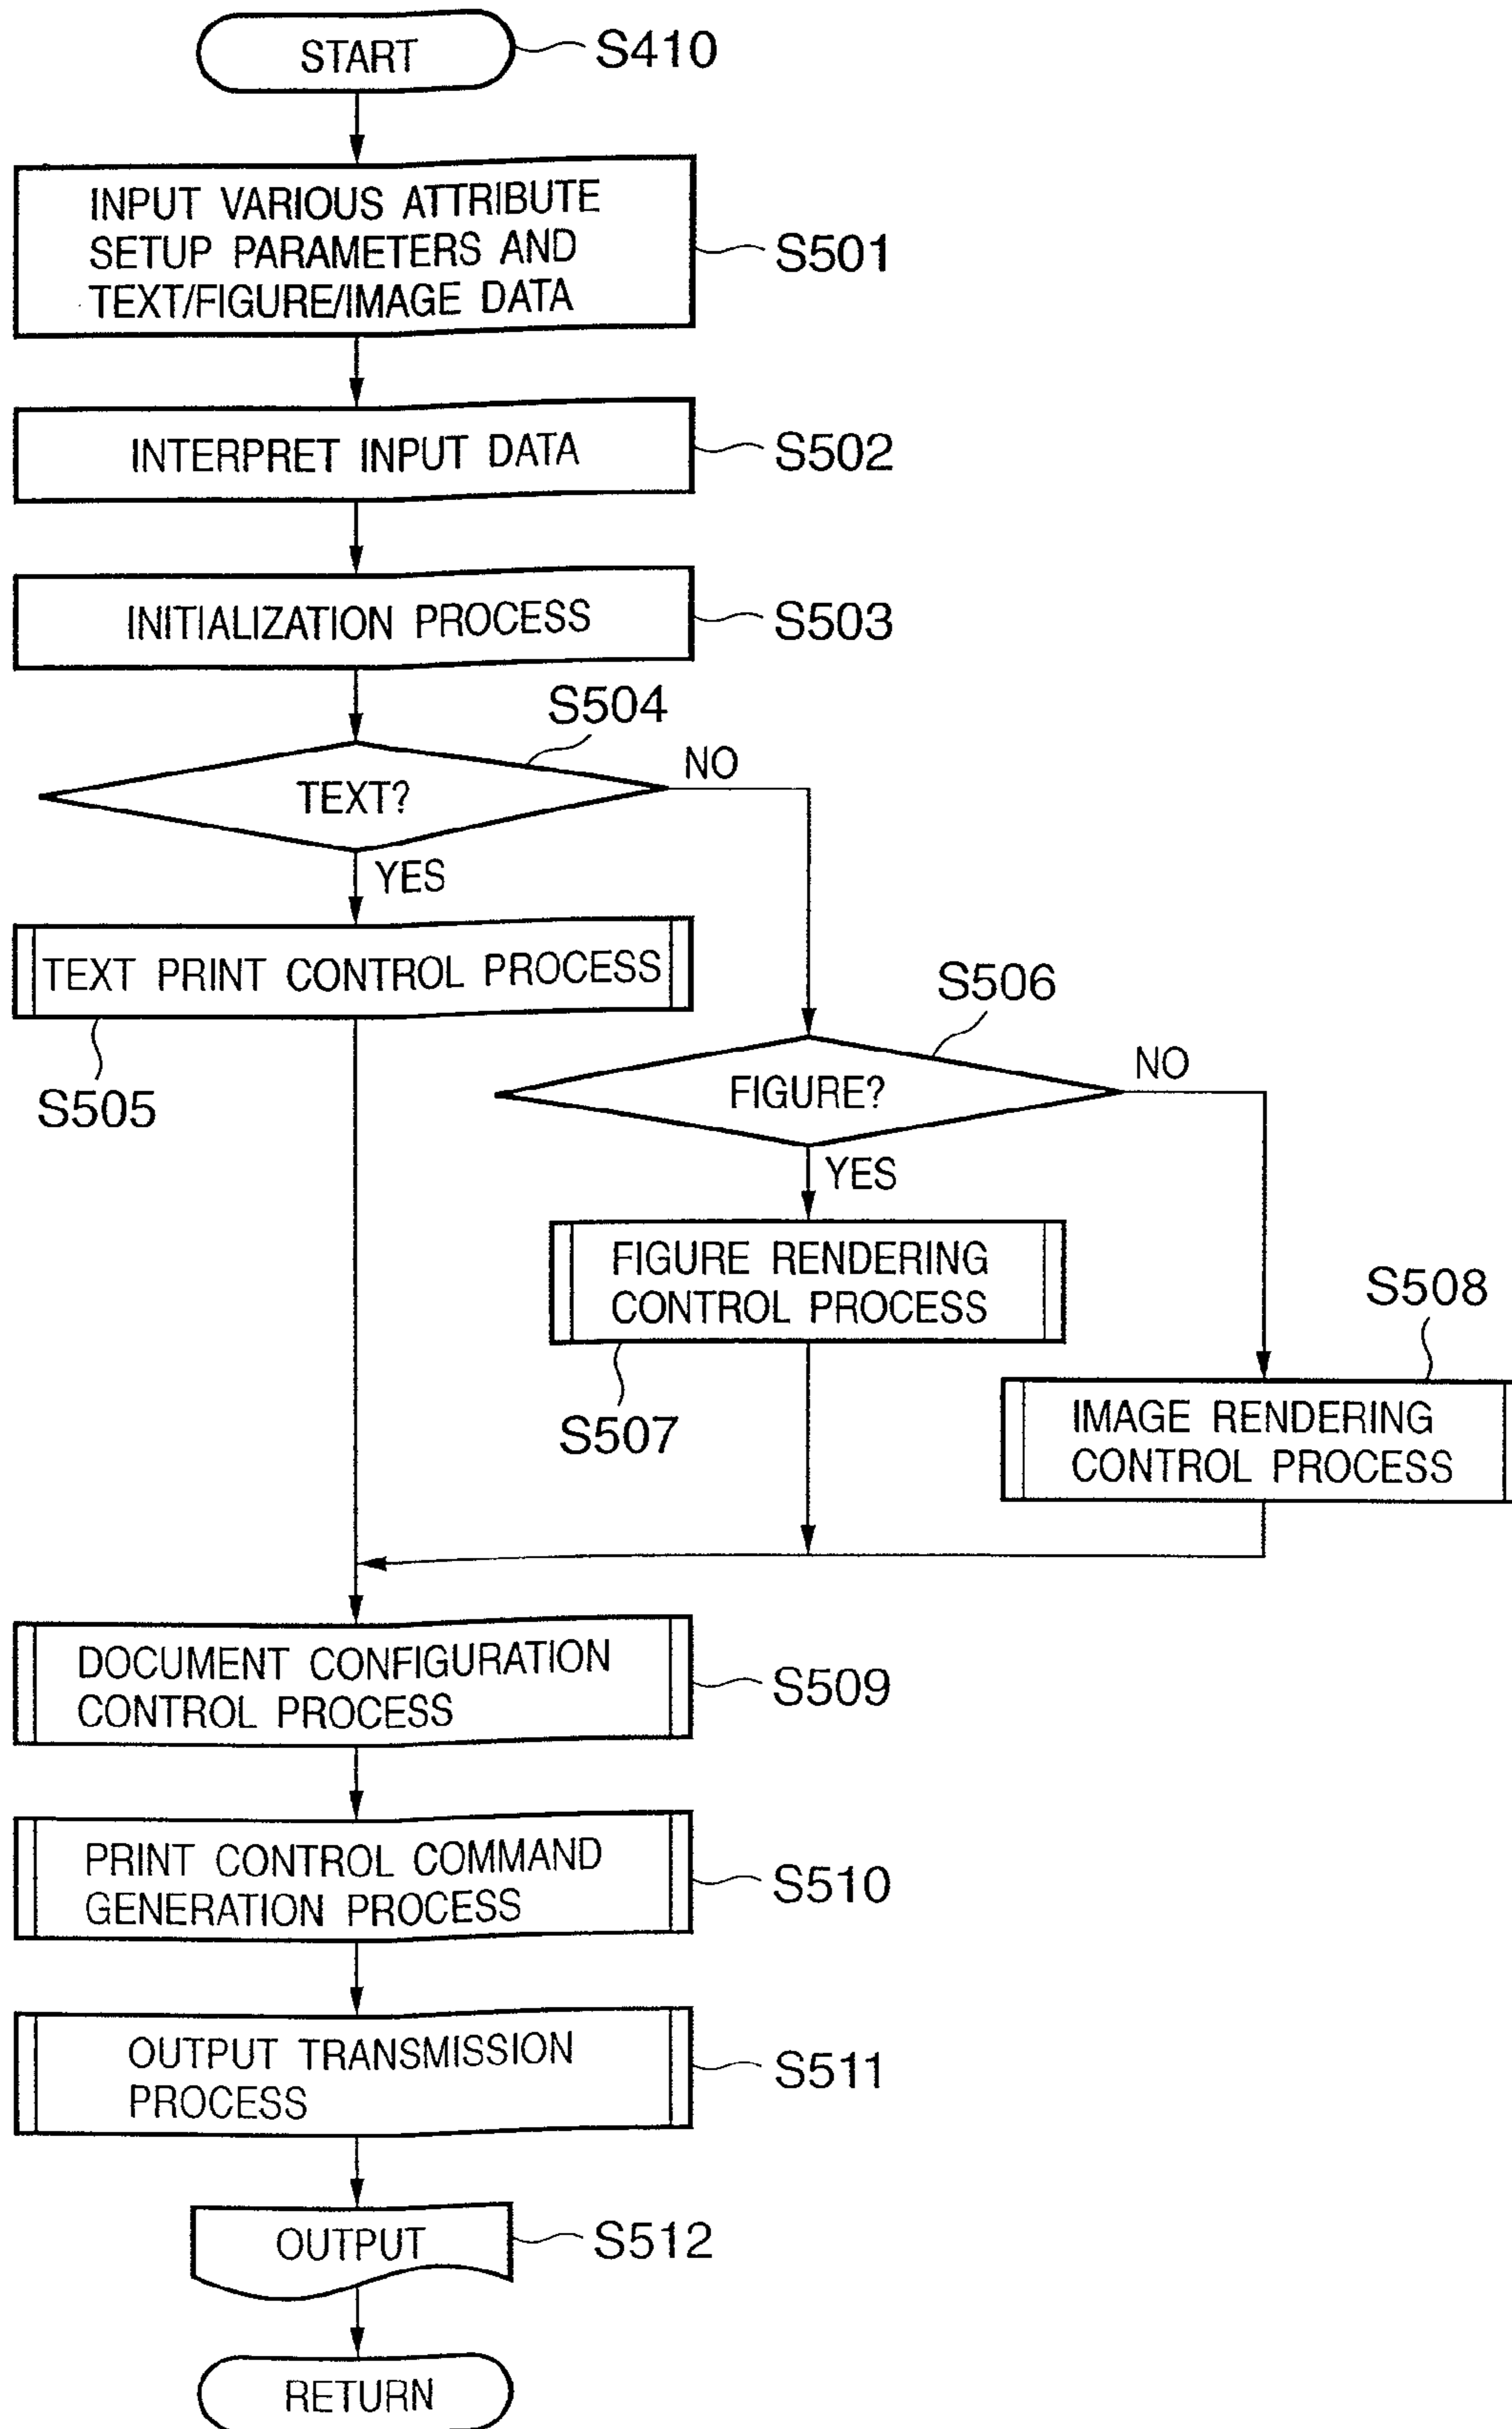 START
S410
INPUT VARIOUS ATTRIBUTE
SETUP PARAMETERS AND
TEXT/FIGURE/IMAGE DATA
S501
INTERPRET INPUT DATA
S502
INITIALIZATION PROCESS
S503
S504
TEXT?
NO
YES
TEXT PRINT CONTROL PROCESS
S505
S506
FIGURE?
NO
YES
FIGURE RENDERING
CONTROL PROCESS
S507
S508
IMAGE RENDERING
CONTROL PROCESS
DOCUMENT CONFIGURATION
CONTROL PROCESS
S509
PRINT CONTROL COMMAND
GENERATION PROCESS
S510
OUTPUT TRANSMISSION
PROCESS
S511
OUTPUT
S512
RETURN